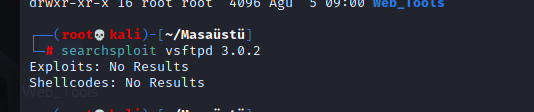 drwxr-xr-x 16 root root 4096 Agu 5 09:00 Web_Tools
┌──(root💀kali)-[~/Masaüstü]
└─# searchsploit vsftpd 3.0.2
Exploits: No Results
Shellcodes: No Results
┌──(root💀kali)-[~/Masaüstü]